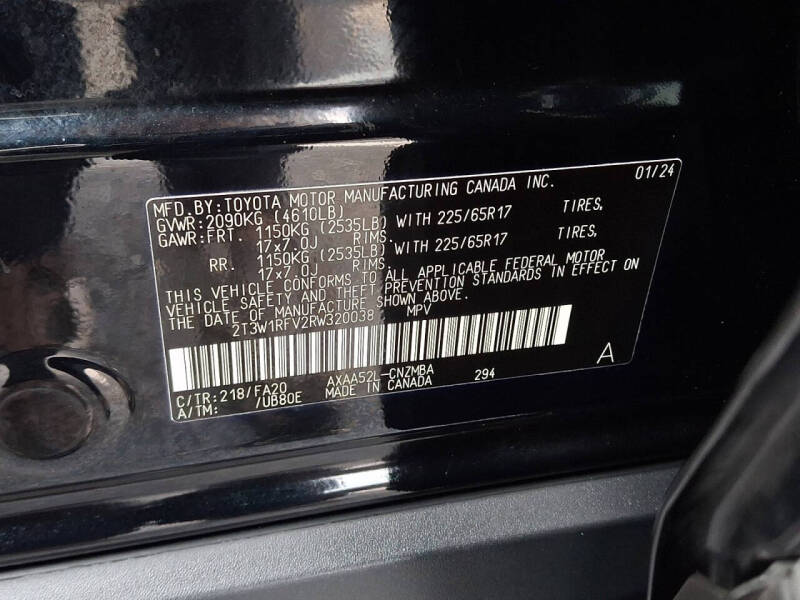 MFD.BY:TOYOTA MOTOR MANUFACTURING CANADA INC. 01/24
GVWR:2090KG (4610LB)
GAWR:FRT. 1150KG (2535LB) WITH 225/65R17 TIRES,
17x7.0J RIMS.
RR. 1150KG (2535LB) WITH 225/65R17 TIRES,
17x7.0J RIMS.
THIS VEHICLE CONFORMS TO ALL APPLICABLE FEDERAL MOTOR
VEHICLE SAFETY AND THEFT PREVENTION STANDARDS IN EFFECT ON
THE DATE OF MANUFACTURE SHOWN ABOVE.
2T3W1RFV2RW320038 MPV
A
C/TR:218/FA20 AXAA52L-CNZMBA 294
A/TM: /UB80E MADE IN CANADA